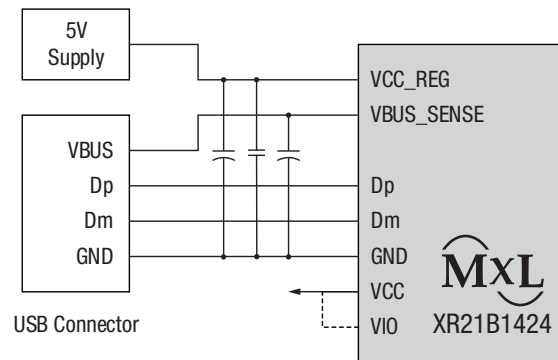 5V
Supply
VCC_REG
VBUS_SENSE
VBUS
Dp
Dp
Dm
Dm
GND
GND
VCC
MxL
VIO
XR21B1424
USB Connector